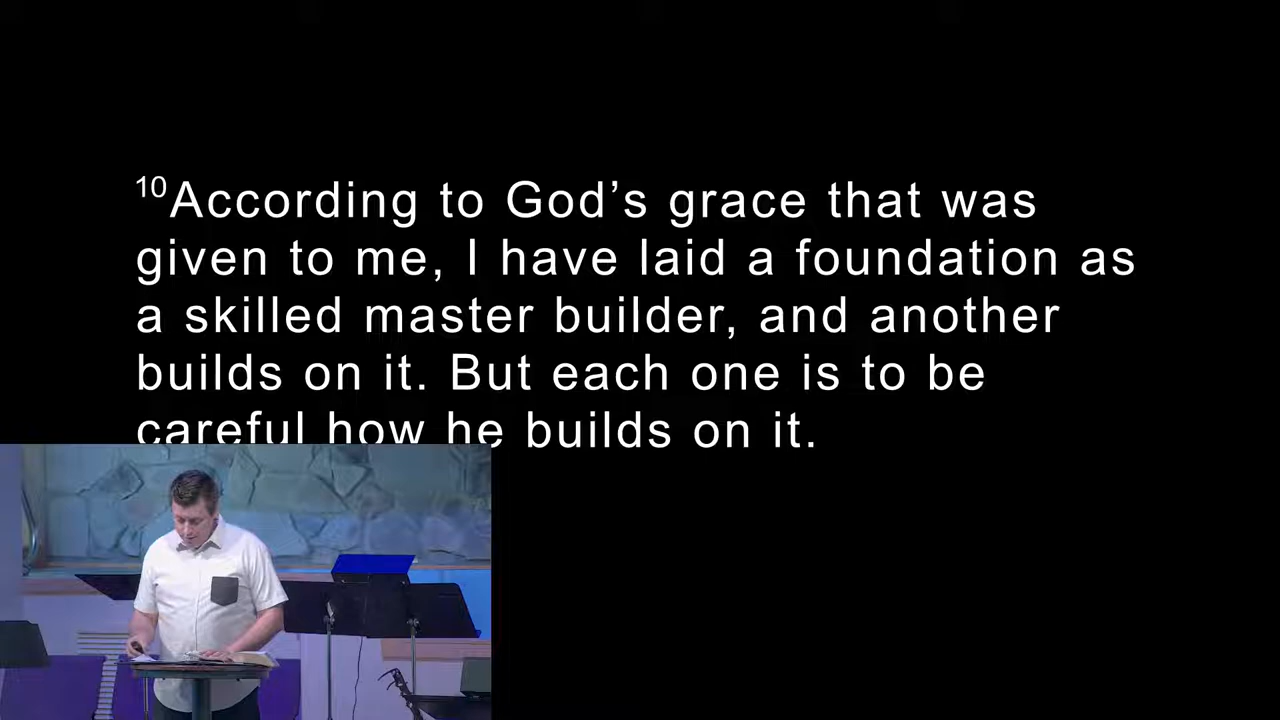 10According to God’s grace that was
given to me, I have laid a foundation as
a skilled master builder, and another
builds on it. But each one is to be
careful how he builds on it.